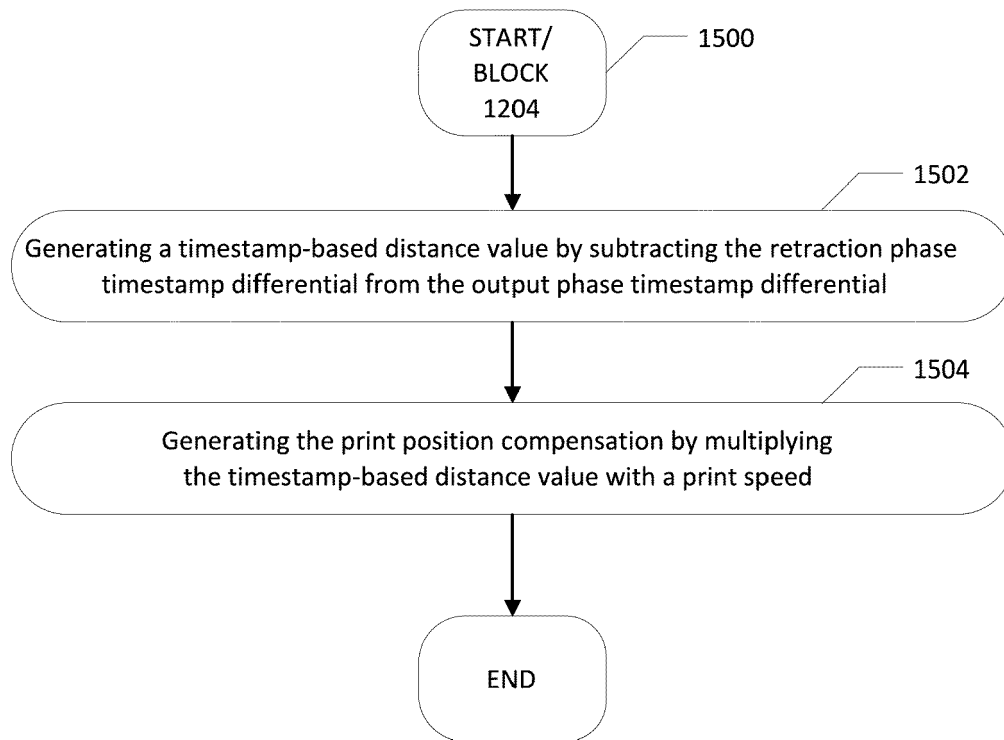 START/
BLOCK
1204
1500
1502
Generating a timestamp-based distance value by subtracting the retraction phase
timestamp differential from the output phase timestamp differential
1504
Generating the print position compensation by multiplying
the timestamp-based distance value with a print speed
END